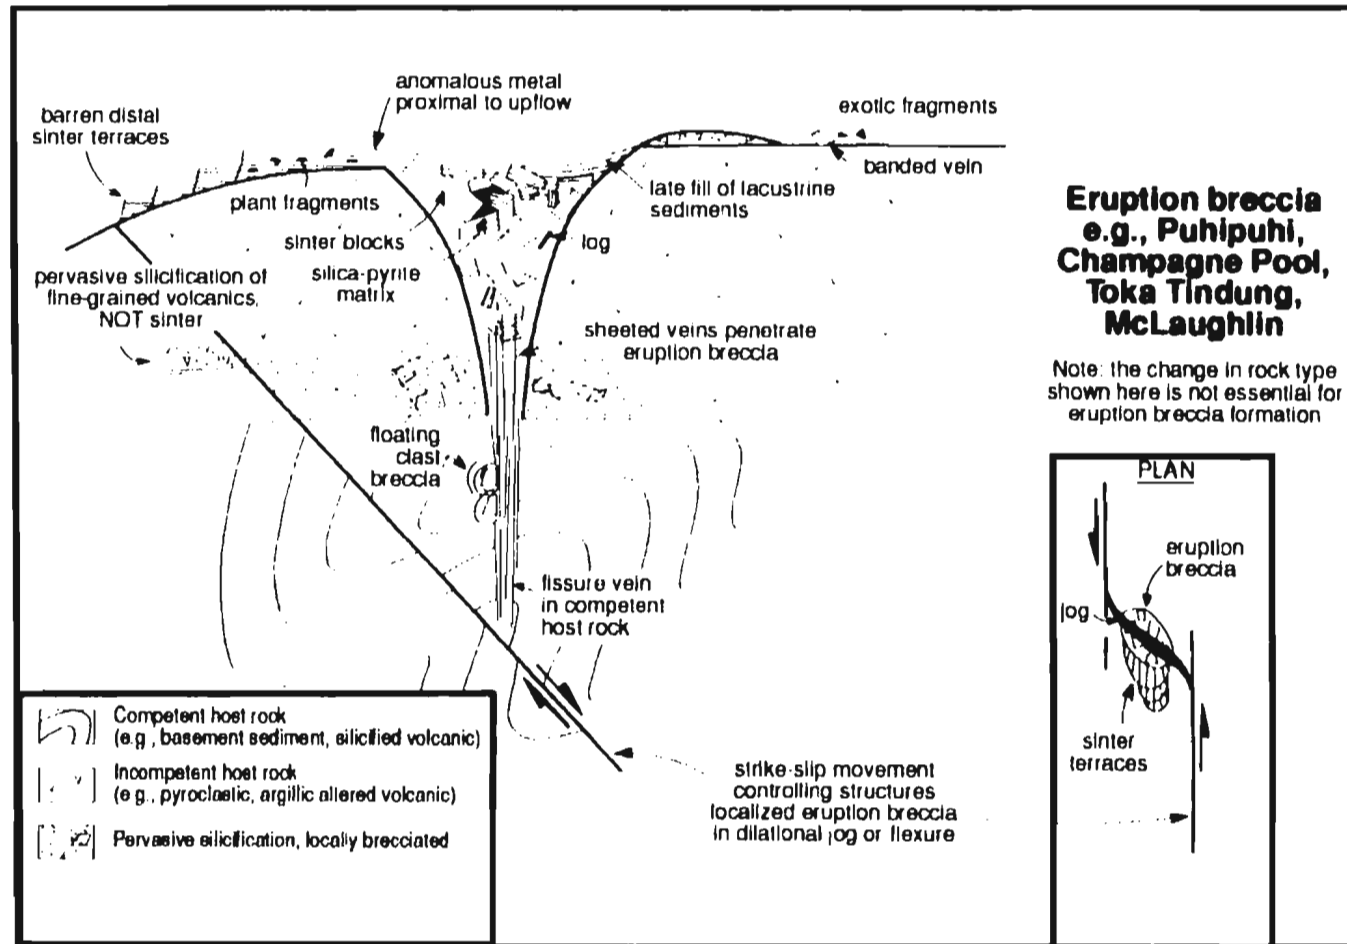 anomalous metal
proximal to upflow
barren distal
sinter terraces
exotic fragments
banded vein
plant fragments
late fill of lacustrine
sediments
sinter blocks
log
silica-pyrite
matrix
pervasive silicification of
fine-grained volcanics,
NOT sinter
sheeted veins penetrate
eruption breccia
floating
clast
breccia
fissure vein
in competent
host rock
strike-slip movement
controlling structures
localized eruption breccia
in dilational jog or flexure
Eruption breccia
e.g., Puhipuhi,
Champagne Pool,
Toka Tindung,
McLaughlin
Note: the change in rock type
shown here is not essential for
eruption breccia formation
PLAN
eruption
breccia
jog
sinter
terraces
Competent host rock
(e.g., basement sediment, silicified volcanic)
Incompetent host rock
(e.g., pyroclastic, argillic altered volcanic)
Pervasive silicification, locally brecciated